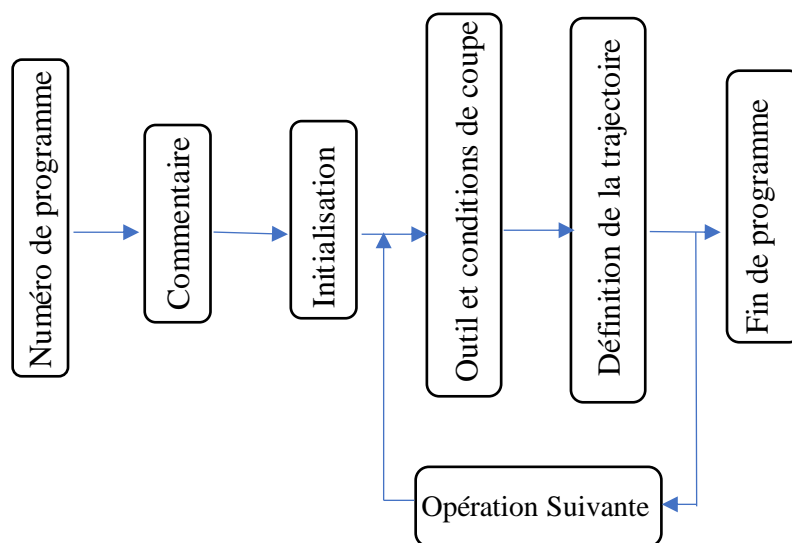 Numéro de programme
Commentaire
Initialisation
Outil et conditions de coupe
Définition de la trajectoire
Fin de programme
Opération Suivante